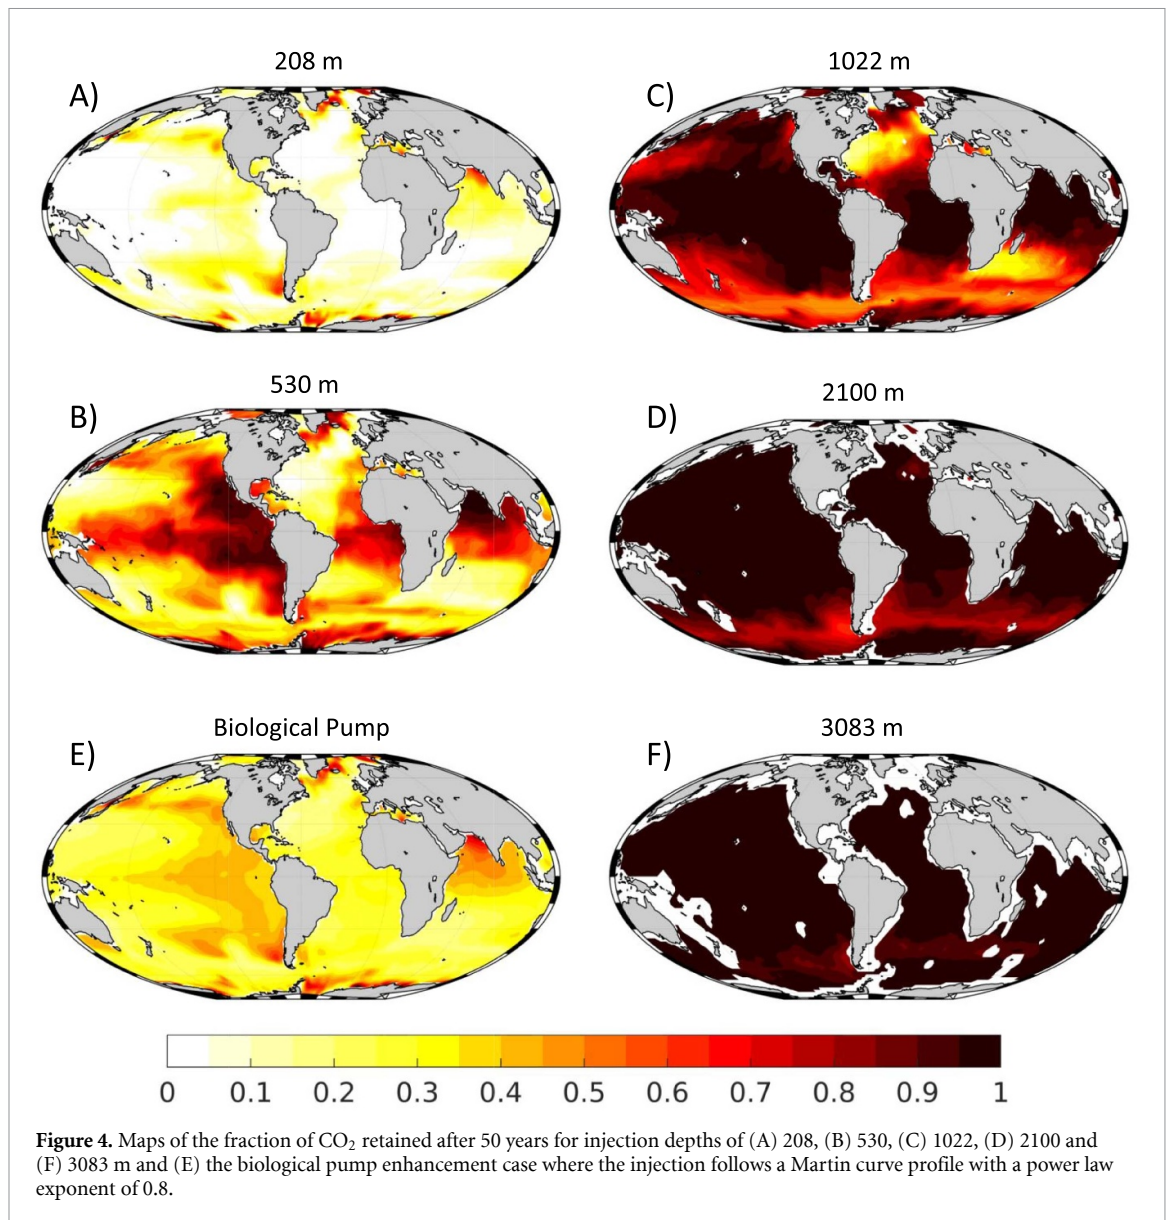 208 m
A)
1022 m
C)
530 m
B)
2100 m
D)
Biological Pump
E)
3083 m
F)
0 0.1 0.2 0.3 0.4 0.5 0.6 0.7 0.8 0.9 1
Figure 4. Maps of the fraction of CO₂ retained after 50 years for injection depths of (A) 208, (B) 530, (C) 1022, (D) 2100 and
(F) 3083 m and (E) the biological pump enhancement case where the injection follows a Martin curve profile with a power law
exponent of 0.8.